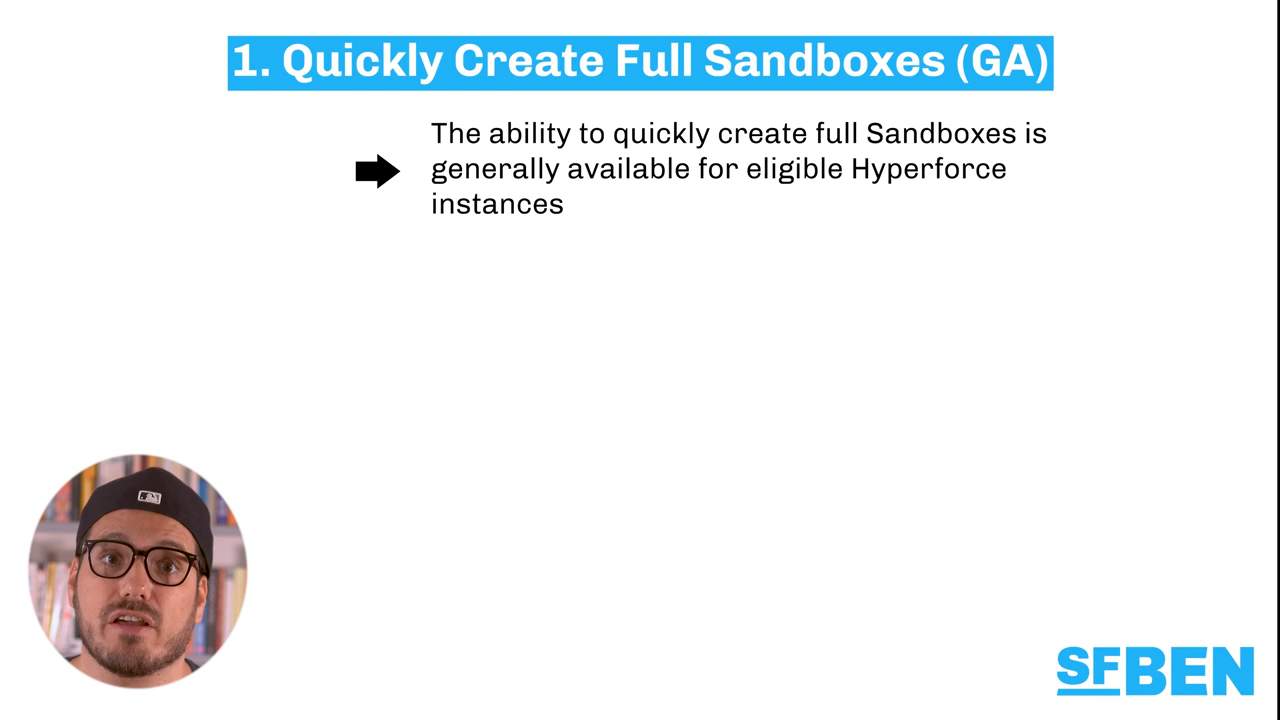 1. Quickly Create Full Sandboxes (GA)
The ability to quickly create full Sandboxes is
generally available for eligible Hyperforce
instances
SFBEN